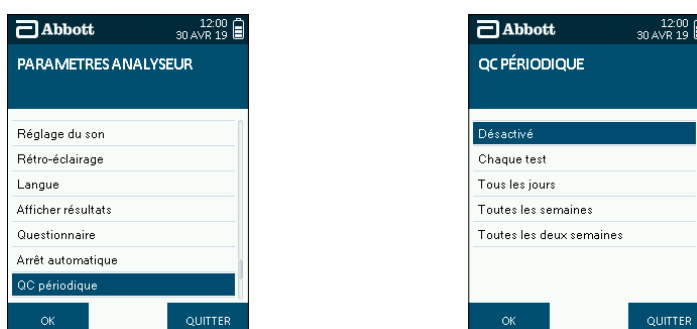 Abbott
12:00
30 AVR 19
PARAMETRES ANALYSEUR
Réglage du son
Rétro-éclairage
Langue
Afficher résultats
Questionnaire
Arrêt automatique
QC périodique
OK QUITTER
Abbott
12:00
30 AVR 19
QC PÉRIODIQUE
Désactivé
Chaque test
Tous les jours
Toutes les semaines
Toutes les deux semaines
OK QUITTER